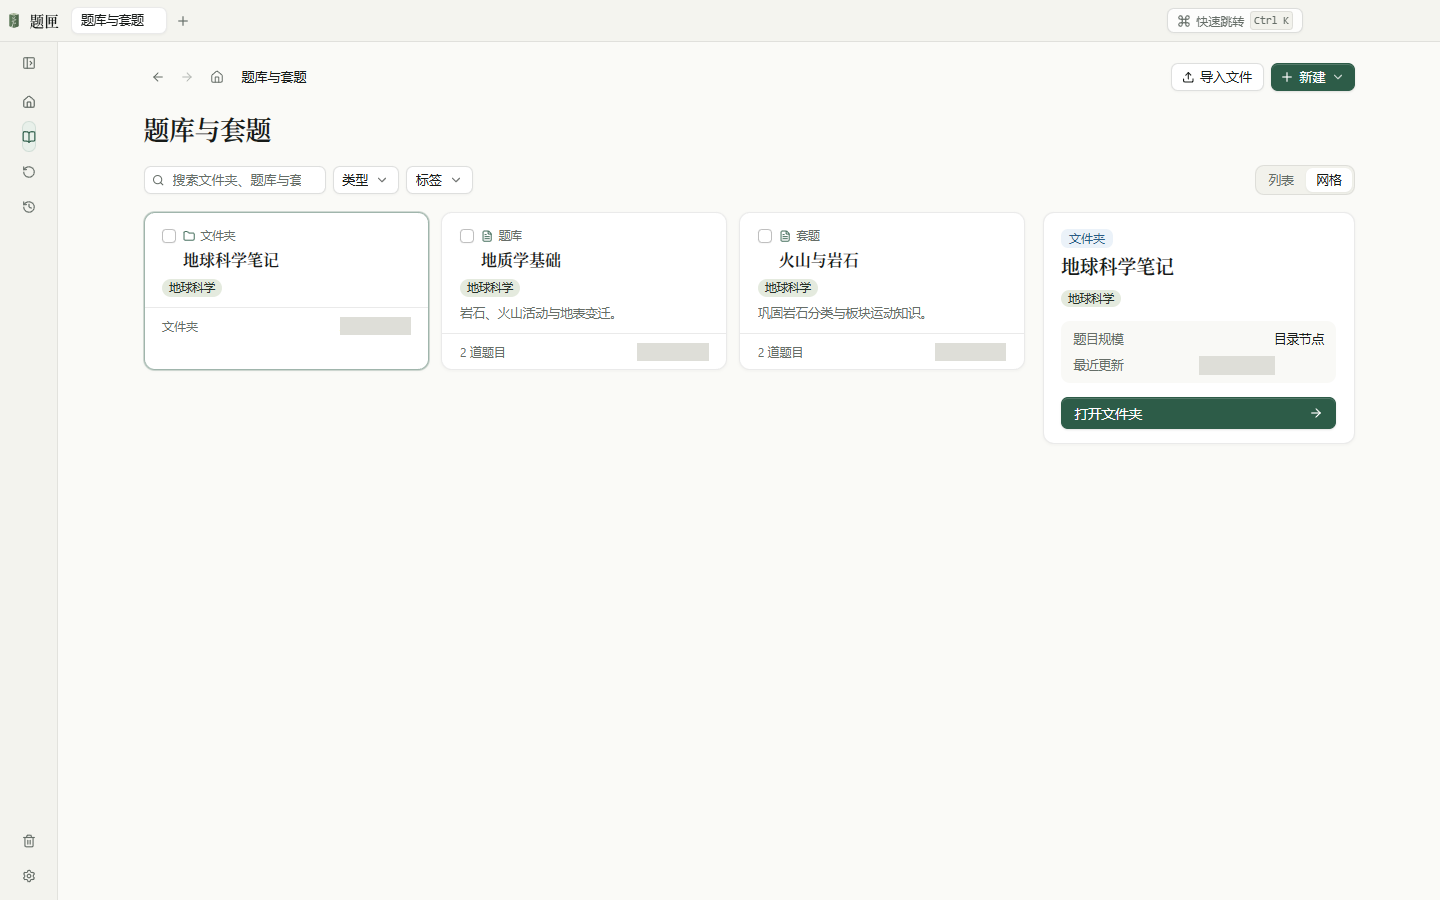 题匣
题库与套题
快速跳转 Ctrl K
题库与套题
导入文件
新建
题库与套题
搜索文件夹、题库与套
类型
标签
列表
网格
文件夹
地球科学笔记
地球科学
文件夹
题库
地质学基础
地球科学
岩石、火山活动与地表变迁。
2 道题目
套题
火山与岩石
地球科学
巩固岩石分类与板块运动知识。
2 道题目
文件夹
地球科学笔记
地球科学
题目规模 目录节点
最近更新
打开文件夹